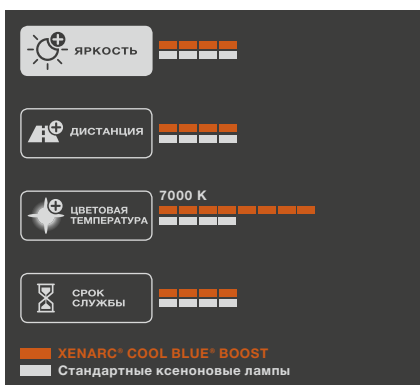 ЯРКОСТЬ
ДИСТАНЦИЯ
7000 K
ЦВЕТОВАЯ
ТЕМПЕРАТУРА
СРОК
СЛУЖБЫ
XENARC® COOL BLUE® BOOST
Стандартные ксеноновые лампы